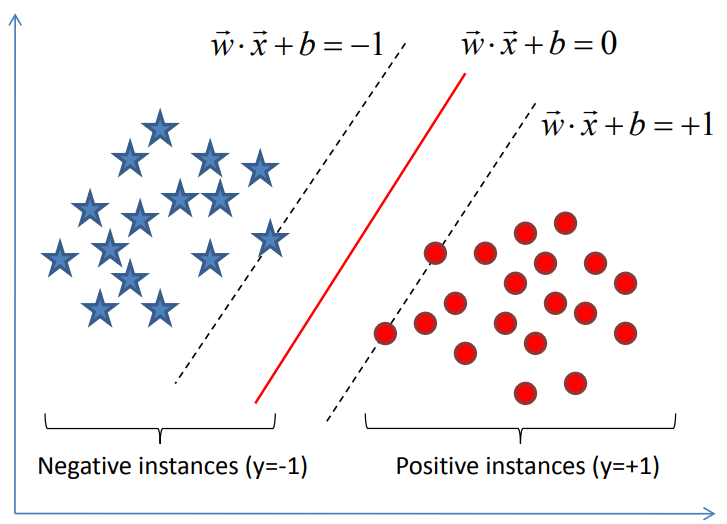 w⃗ · x⃗ + b = −1
w⃗ · x⃗ + b = 0
w⃗ · x⃗ + b = +1
Negative instances (y=-1)
Positive instances (y=+1)